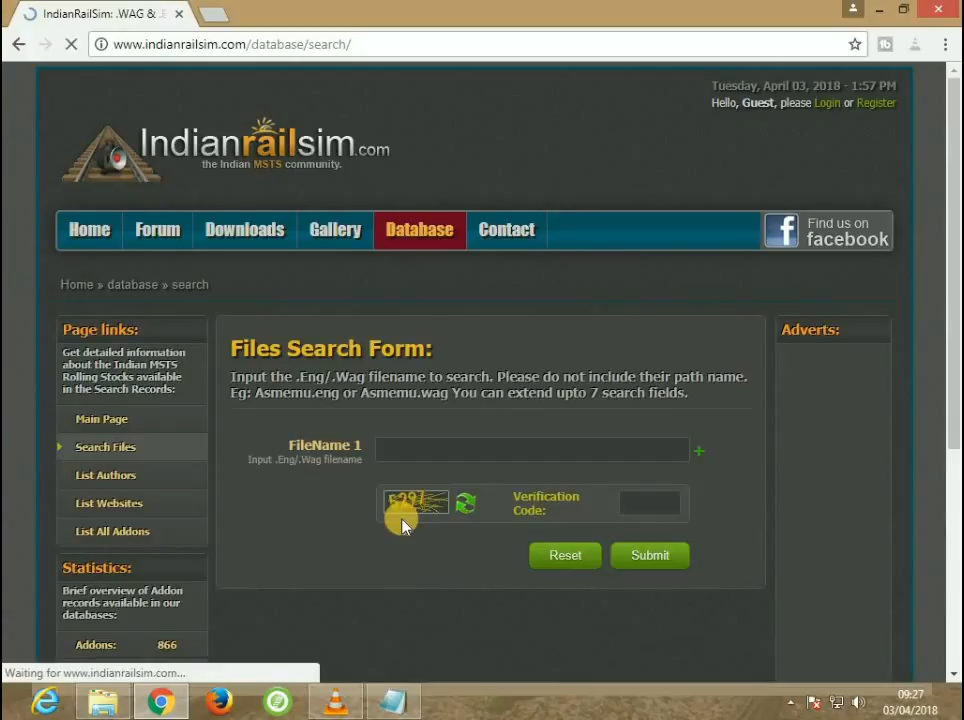 IndianRailSim: .WAG & .E
www.indianrailsim.com/database/search/
Tuesday, April 03, 2018 - 1:57 PM
Hello, Guest, please Login or Register
Indianrailsim.com
the Indian MSTS community.
Home Forum Downloads Gallery Database Contact
Find us on
facebook
Home » database » search
Page links:
Get detailed information
about the Indian MSTS
Rolling Stocks available
in the Search Records:
Main Page
Search Files
List Authors
List Websites
List All Addons
Statistics:
Brief overview of Addon
records available in our
databases:
Addons: 866
Files Search Form:
Input the .Eng/.Wag filename to search. Please do not include their path name.
Eg: Asmemu.eng or Asmemu.wag You can extend upto 7 search fields.
FileName 1
Input .Eng/.Wag filename
Verification
Code:
Reset Submit
Adverts:
Waiting for www.indianrailsim.com...
09:27
03/04/2018